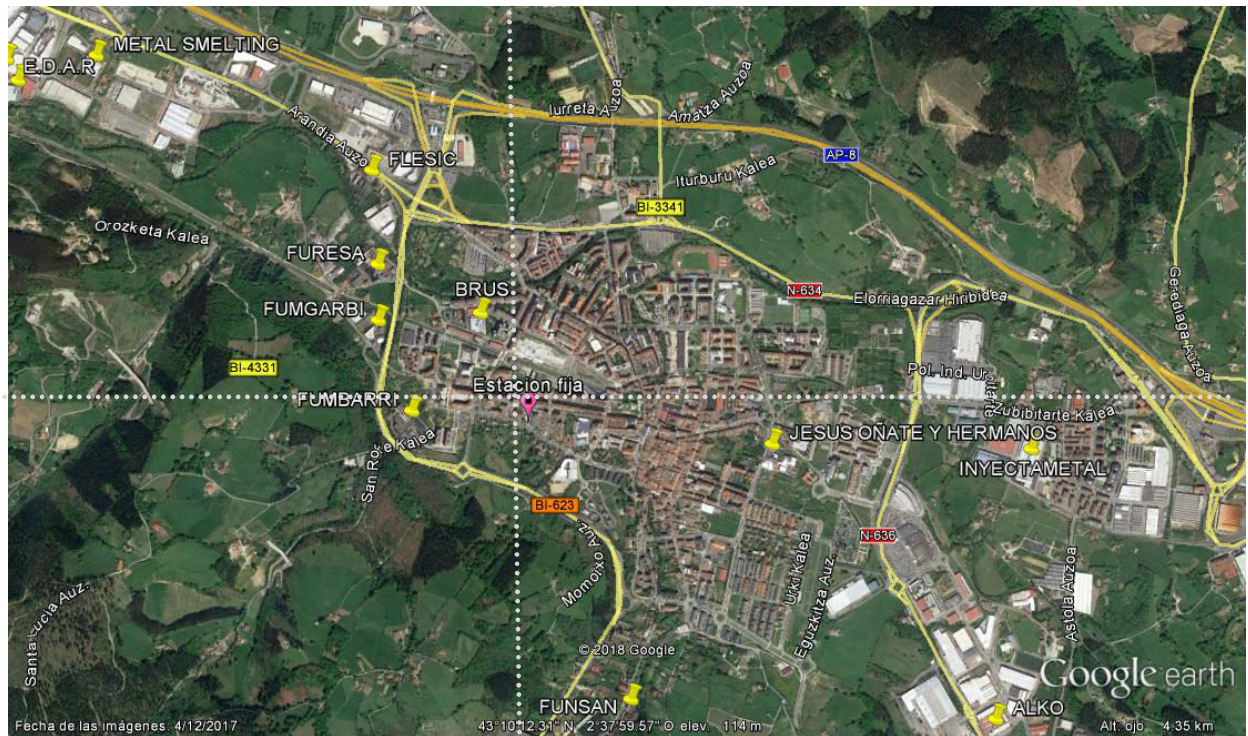 METAL SMELTING
E.D.A.R
Iurreta Auzoa
Amatza Auzoa
Arandia Auzo
FLESIC
AP-8
Iturburu Kalea
BI-3341
Orozketa Kalea
FURESA
Gerediaga Auzoa
BRUS
N-634
Elorriagazar Hiribidea
FUMGARBI
BI-4331
Pol. Ind. Ur.
Estacion fija
FUMBARRI
Zubibitarte Kalea
San Roke Kalea
JESUS OÑATE Y HERMANOS
INYECTAMETAL
BI-623
N-636
Momoixo Auz.
Urki Kalea
Eguzkitza Auz.
Astola Auzoa
Santa Lucia Auz.
© 2018 Google
Google earth
FUNSAN
ALKO
Fecha de las imágenes: 4/12/2017
43°10'12.31" N 2°37'59.57" O elev. 114 m
Alt. ojo 4.35 km